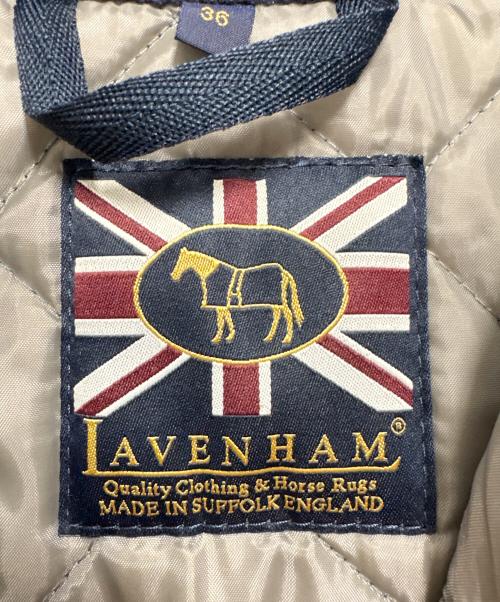 36
LAVENHAM®
Quality Clothing & Horse Rugs
MADE IN SUFFOLK ENGLAND